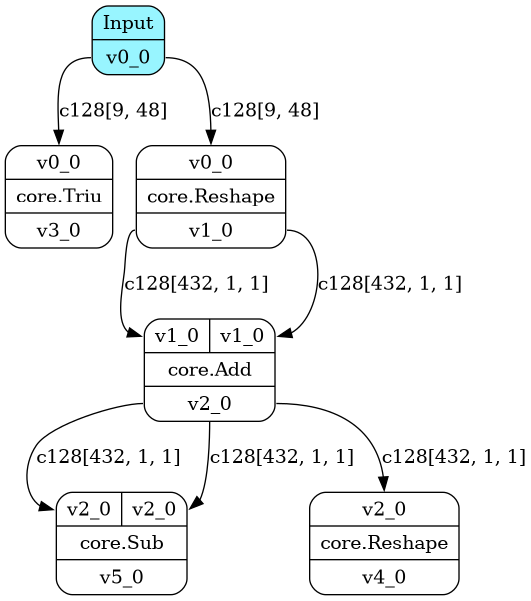 Input
v0_0
c128[9, 48]
c128[9, 48]
v0_0
core.Triu
v3_0
v0_0
core.Reshape
v1_0
c128[432, 1, 1]
c128[432, 1, 1]
v1_0
v1_0
core.Add
v2_0
c128[432, 1, 1]
c128[432, 1, 1]
c128[432, 1, 1]
v2_0
v2_0
core.Sub
v5_0
v2_0
core.Reshape
v4_0